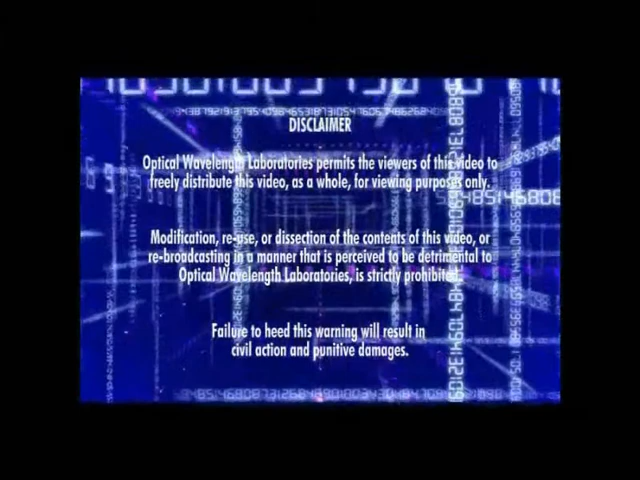 DISCLAIMER
Optical Wavelength Laboratories permits the viewers of this video to
freely distribute this video, as a whole, for viewing purposes only.
Modification, re-use, or dissection of the contents of this video, or
re-broadcasting in a manner that is perceived to be detrimental to
Optical Wavelength Laboratories, is strictly prohibited.
Failure to heed this warning will result in
civil action and punitive damages.